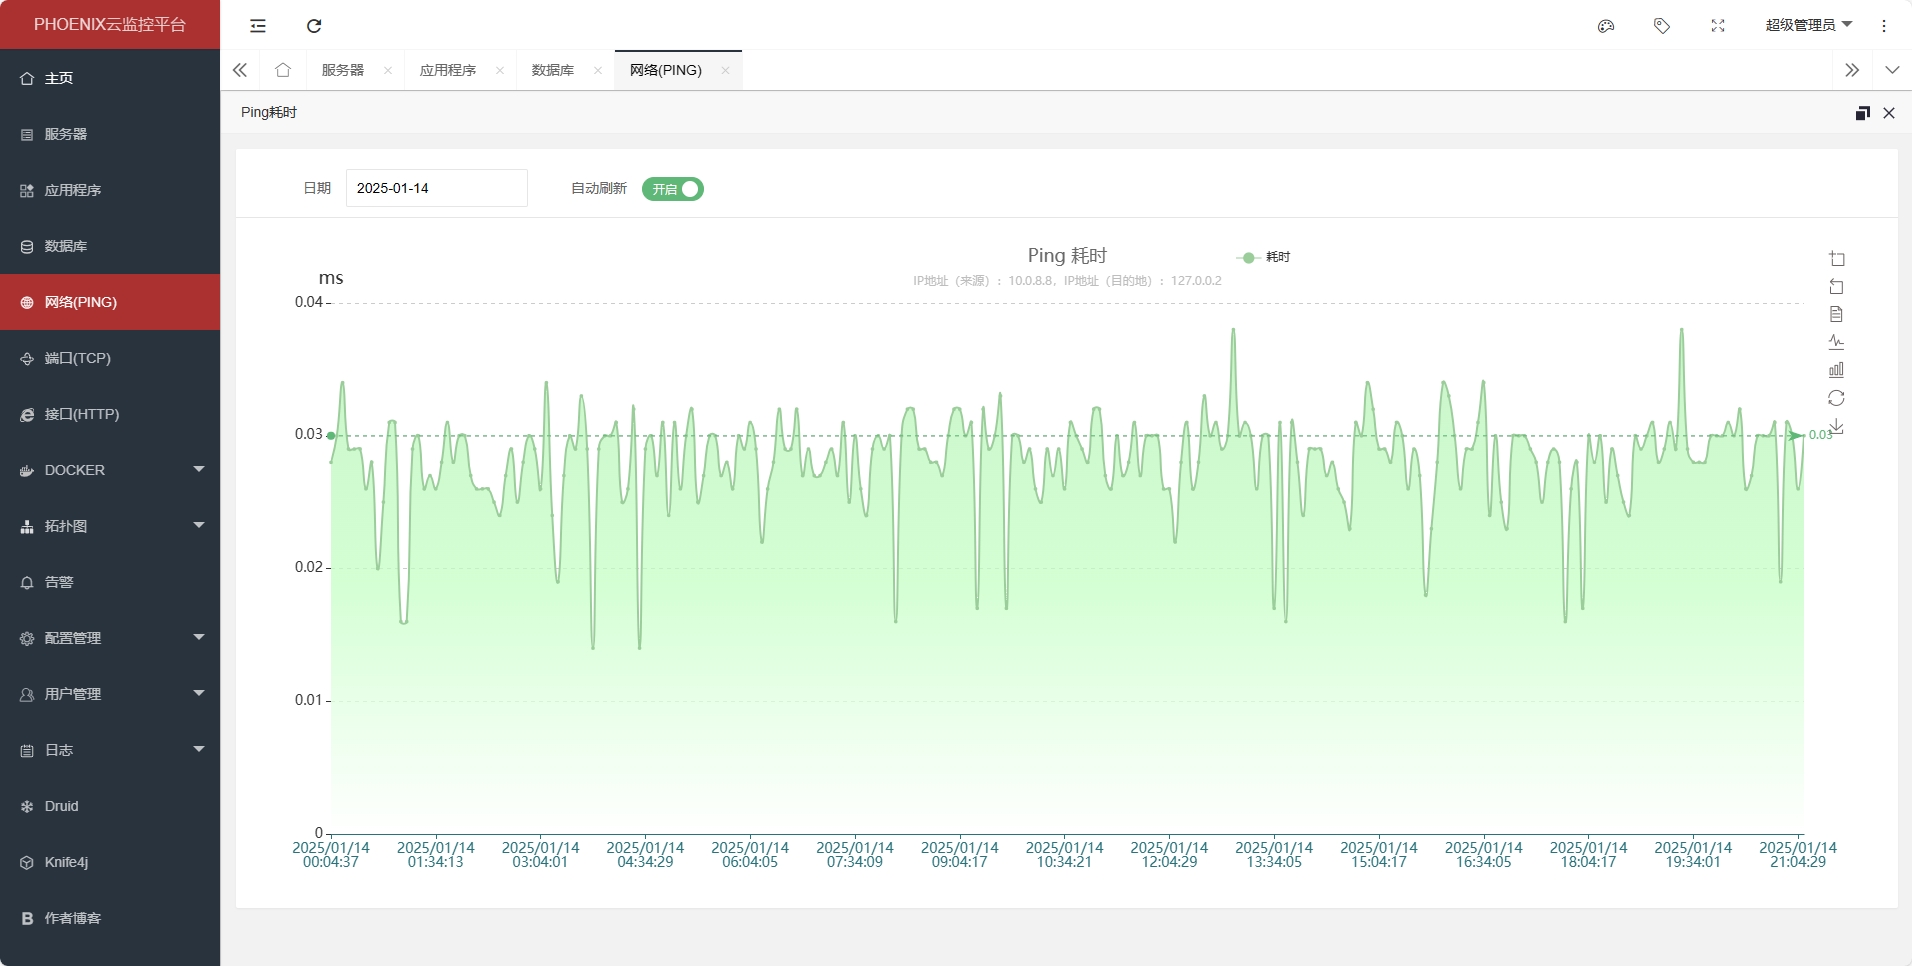 PHOENIX云监控平台
超级管理员
服务器
应用程序
数据库
网络(PING)
主页
服务器
应用程序
数据库
网络(PING)
端口(TCP)
接口(HTTP)
DOCKER
拓扑图
告警
配置管理
用户管理
日志
Druid
Knife4j
作者博客
Ping耗时
日期
2025-01-14
自动刷新
开启
Ping 耗时
耗时
IP地址（来源）：10.0.8.8，IP地址（目的地）：127.0.0.2
ms
0.04
0.03
0.02
0.01
0
0.03
2025/01/14
00:04:37
2025/01/14
01:34:13
2025/01/14
03:04:01
2025/01/14
04:34:29
2025/01/14
06:04:05
2025/01/14
07:34:09
2025/01/14
09:04:17
2025/01/14
10:34:21
2025/01/14
12:04:29
2025/01/14
13:34:05
2025/01/14
15:04:17
2025/01/14
16:34:05
2025/01/14
18:04:17
2025/01/14
19:34:01
2025/01/14
21:04:29